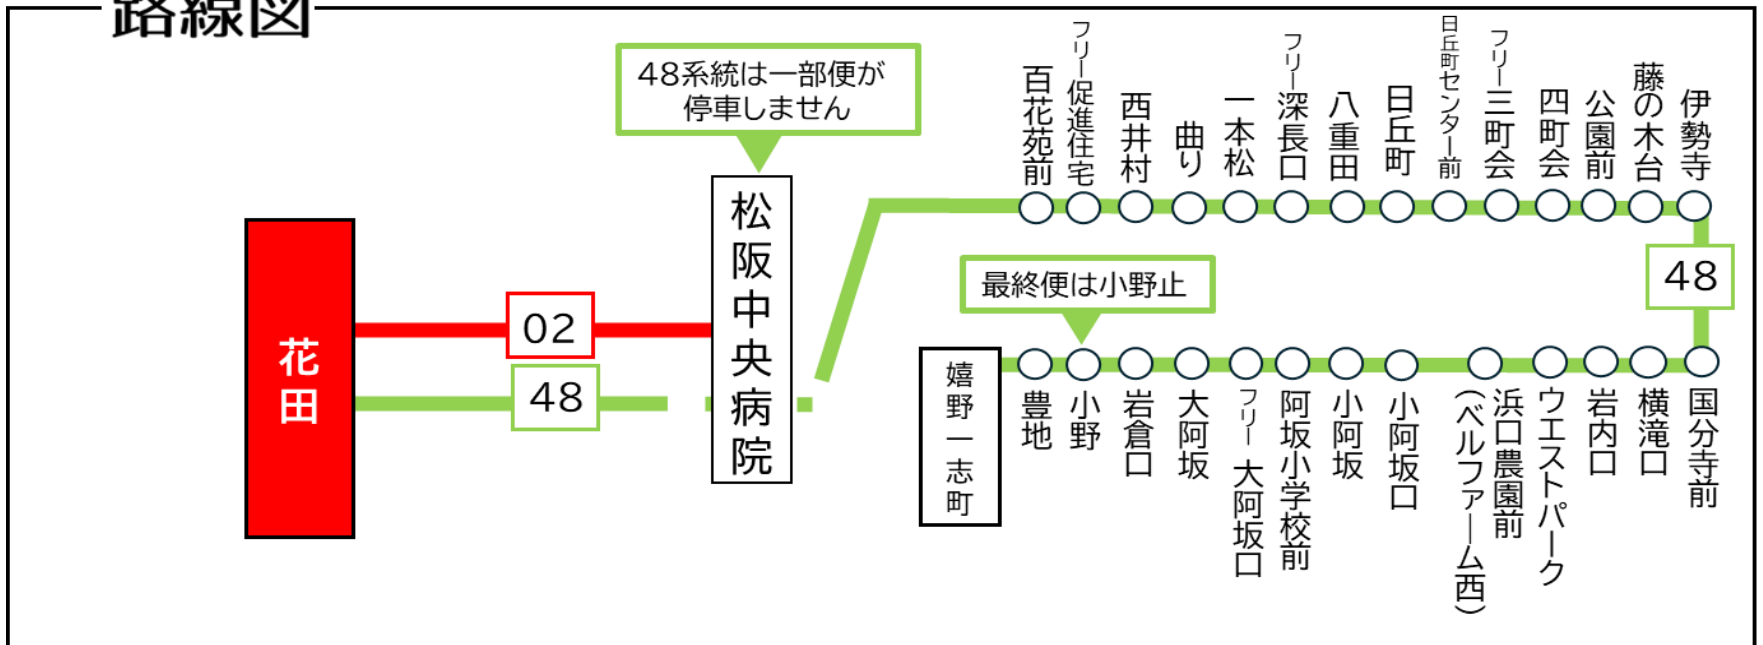 路線図
48系統は一部便が
停車しません
花田
02
48
松阪中央病院
百花苑前
フリー促進住宅
西井村
曲り
一本松
フリー深長口
八重田
日丘町
日丘町センター前
フリー三町会
四町会
公園前
藤の木台
伊勢寺
48
最終便は小野止
嬉野一志町
豊地
小野
岩倉口
大阿坂
フリー 大阿坂口
阿坂小学校前
小阿坂
小阿坂口
浜口農園前
（ベルファーム西）
ウエストパーク
岩内口
横滝口
国分寺前